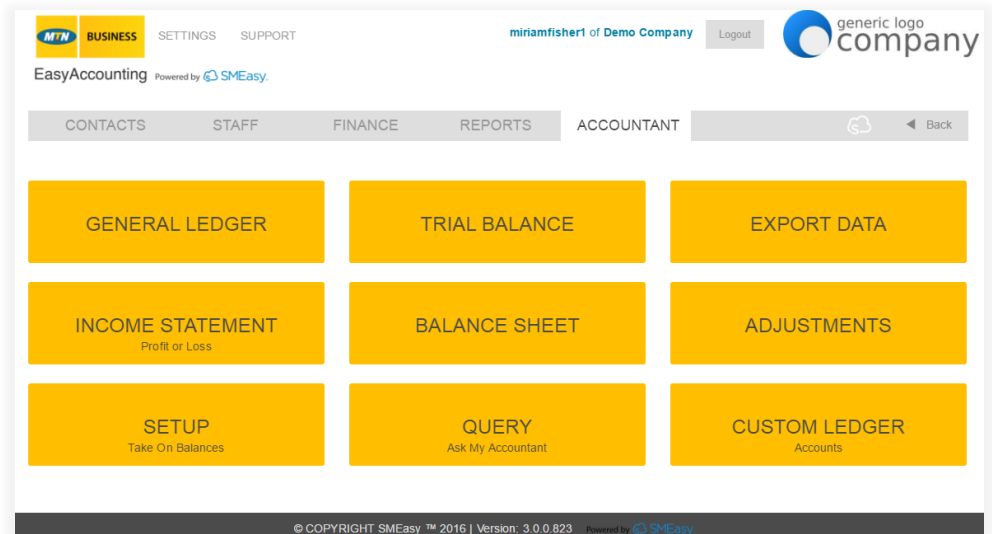 MTN BUSINESS SETTINGS SUPPORT miriamfisher1 of Demo Company Logout generic logo
company
EasyAccounting Powered by SMEasy.
CONTACTS STAFF FINANCE REPORTS ACCOUNTANT S ◀ Back
GENERAL LEDGER TRIAL BALANCE EXPORT DATA
INCOME STATEMENT BALANCE SHEET ADJUSTMENTS
Profit or Loss
SETUP QUERY CUSTOM LEDGER
Take On Balances Ask My Accountant Accounts
© COPYRIGHT SMEasy ™ 2016 | Version: 3.0.0.823 Powered by SMEasy